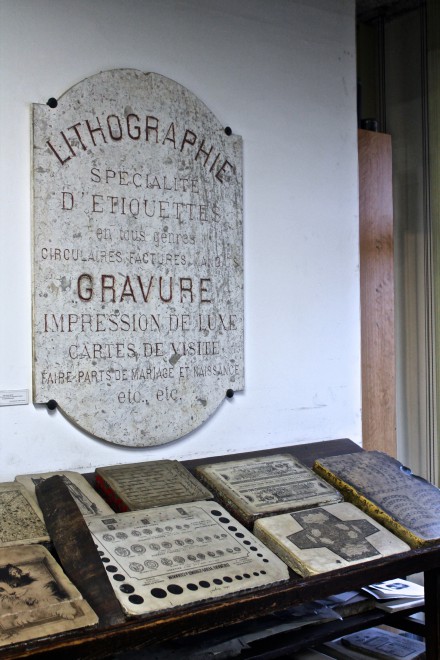 LITHOGRAPHIE
SPÉCIALITÉ
D'ÉTIQUETTES
en tous genres
CIRCULAIRES, FACTURES, MARQUES
GRAVURE
IMPRESSION DE LUXE
CARTES DE VISITE
FAIRE-PARTS DE MARIAGE ET NAISSANCE
etc., etc.